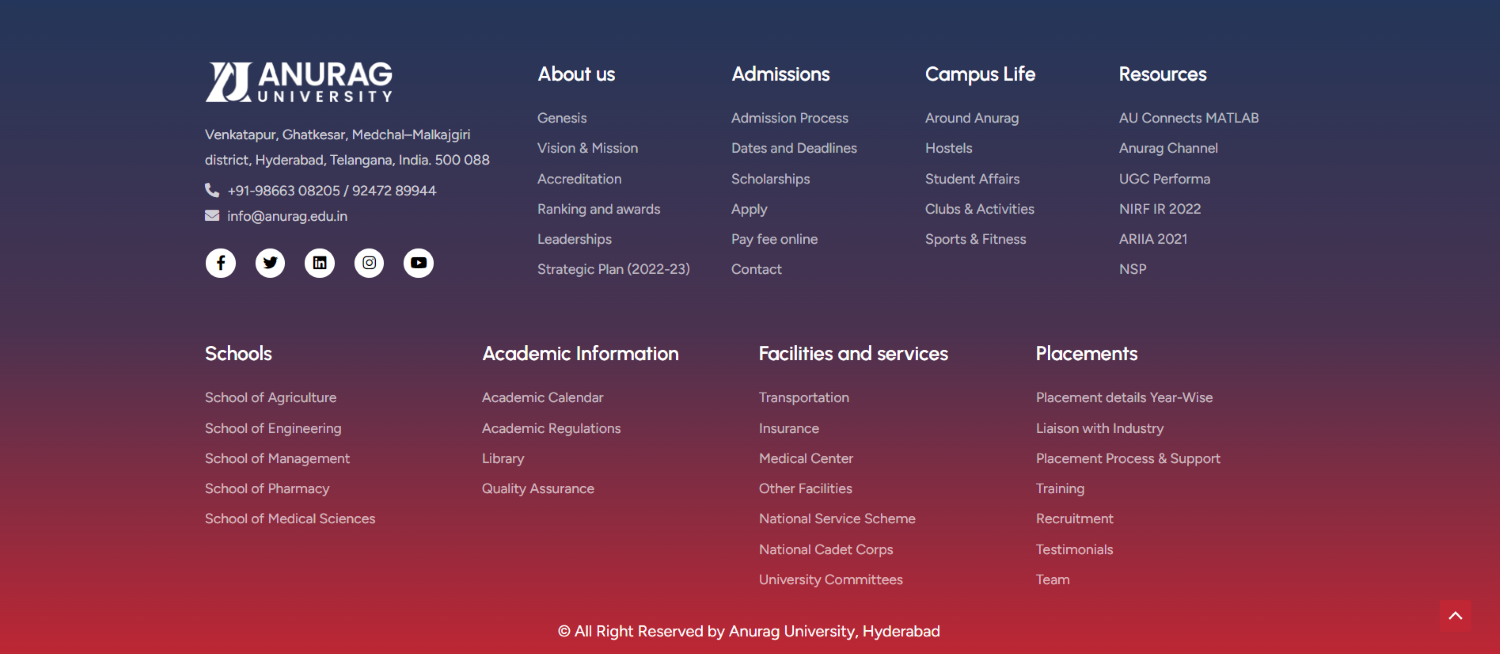 ANURAG
UNIVERSITY
Venkatapur, Ghatkesar, Medchal–Malkajgiri
district, Hyderabad, Telangana, India. 500 088
+91-98663 08205 / 92472 89944
info@anurag.edu.in
About us
Genesis
Vision & Mission
Accreditation
Ranking and awards
Leaderships
Strategic Plan (2022-23)
Admissions
Admission Process
Dates and Deadlines
Scholarships
Apply
Pay fee online
Contact
Campus Life
Around Anurag
Hostels
Student Affairs
Clubs & Activities
Sports & Fitness
Resources
AU Connects MATLAB
Anurag Channel
UGC Performa
NIRF IR 2022
ARIIA 2021
NSP
Schools
School of Agriculture
School of Engineering
School of Management
School of Pharmacy
School of Medical Sciences
Academic Information
Academic Calendar
Academic Regulations
Library
Quality Assurance
Facilities and services
Transportation
Insurance
Medical Center
Other Facilities
National Service Scheme
National Cadet Corps
University Committees
Placements
Placement details Year-Wise
Liaison with Industry
Placement Process & Support
Training
Recruitment
Testimonials
Team
© All Right Reserved by Anurag University, Hyderabad